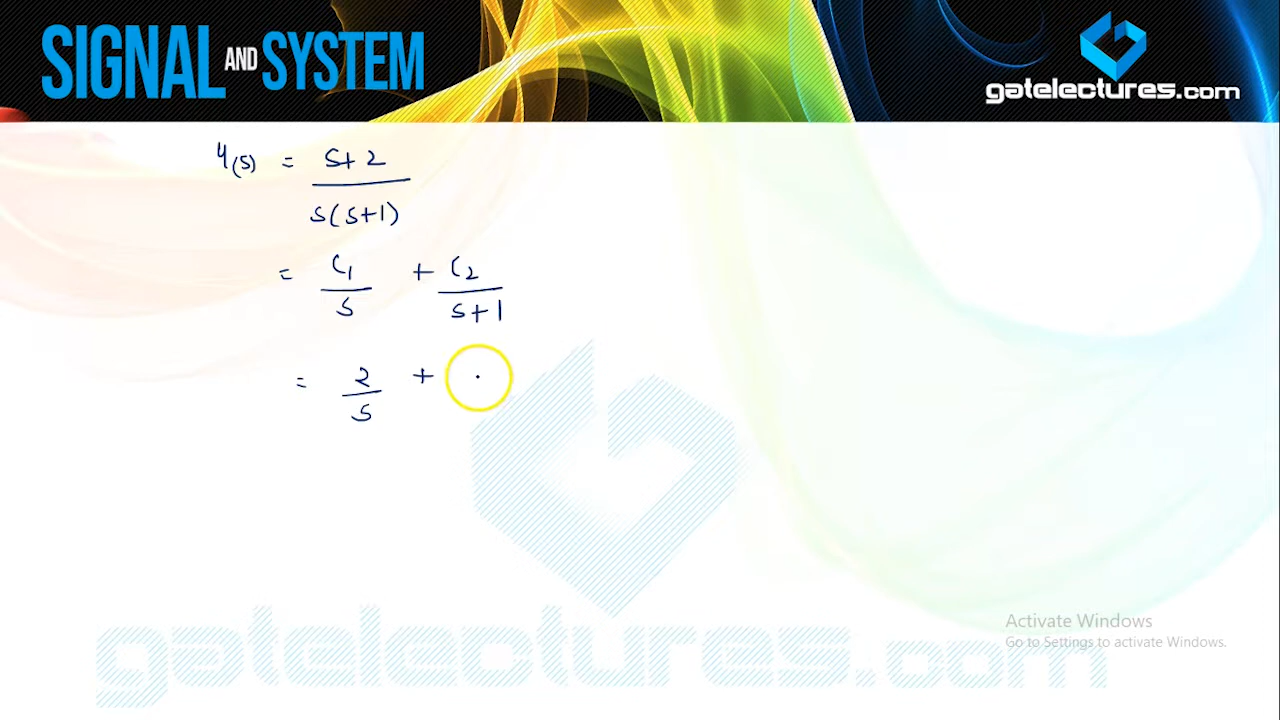 SIGNAL AND SYSTEM
gatelectures.com
Y(s) = s+2
s(s+1)
= C1 + C2
s s+1
= 2 +
s
Activate Windows
Go to Settings to activate Windows.
gatelectures.com